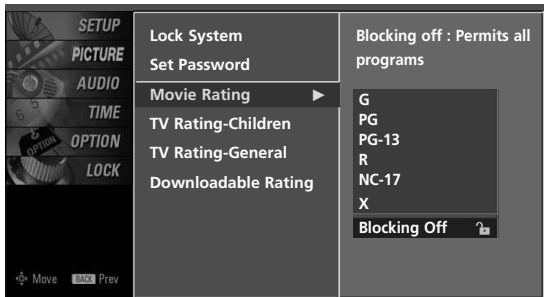 SETUP
PICTURE
AUDIO
TIME
OPTION
LOCK
Move BACK Prev
Lock System
Set Password
Movie Rating
TV Rating-Children
TV Rating-General
Downloadable Rating
Blocking off : Permits all
programs
G
PG
PG-13
R
NC-17
X
Blocking Off